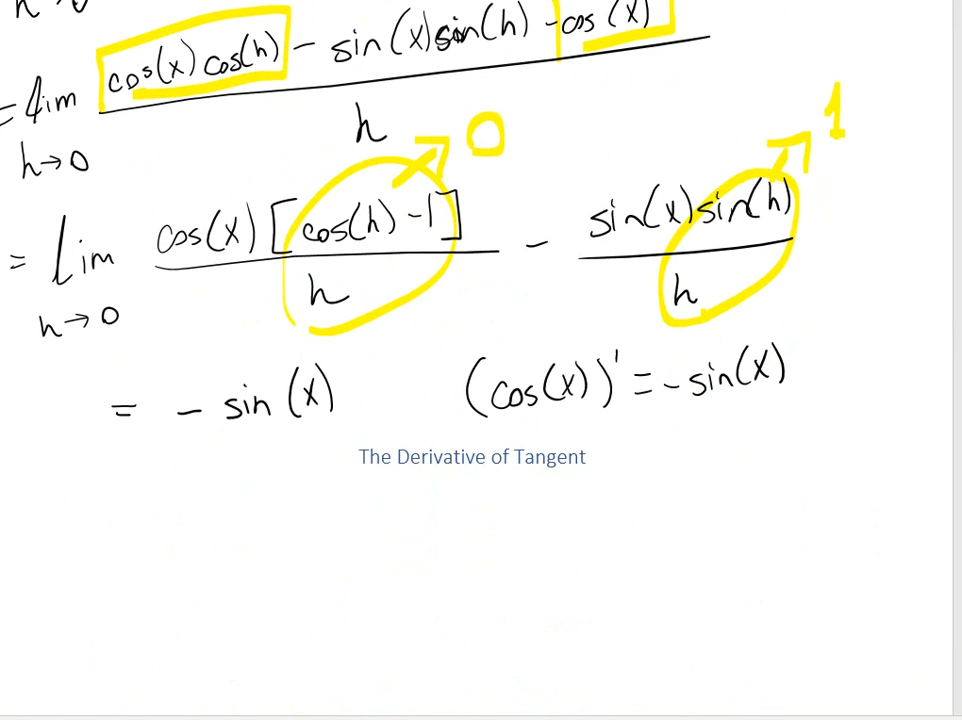 h→0
= lim cos(x) cos(h) - sin(x) sin(h) - cos (x)
h→0 h
0 1
= Lim cos(x) [cos(h) -1] - sin(x) sin(h)
h→0 h h
= - sin (x) (cos(x))' = - sin(x)
The Derivative of Tangent